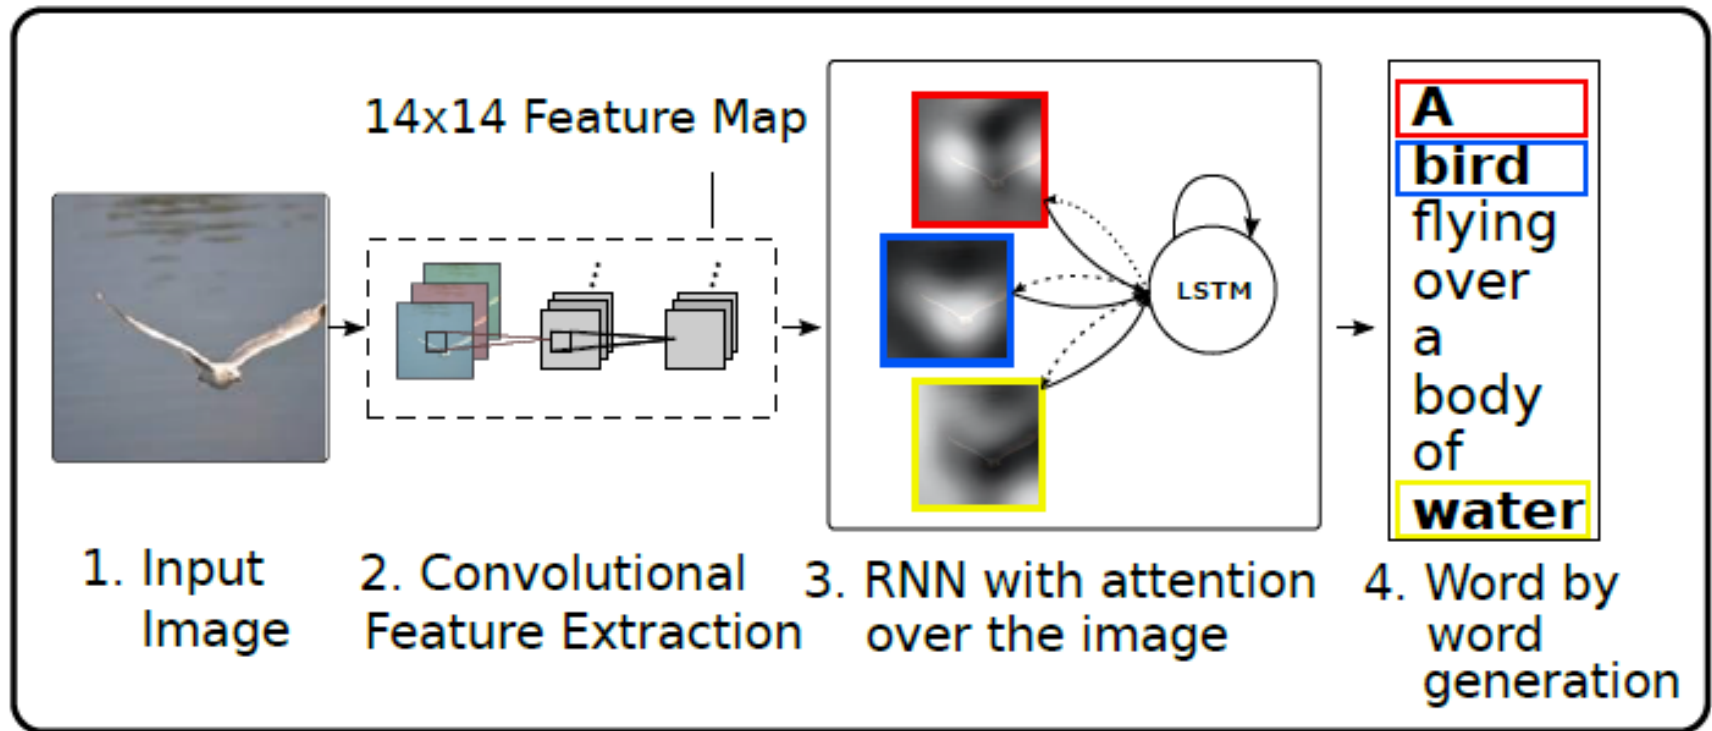 14x14 Feature Map
LSTM
A
bird
flying
over
a
body
of
water
1. Input
Image
2. Convolutional
Feature Extraction
3. RNN with attention
over the image
4. Word by
word
generation